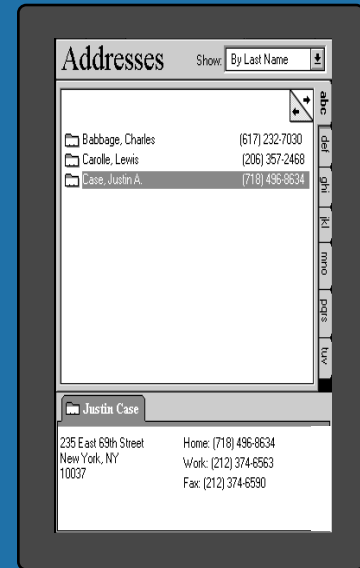 Addresses
Show: By Last Name
abc
Babbage, Charles (617) 232-7030
def
Carolle, Lewis (206) 357-2468
ghi
Case, Justin A. (718) 496-8634
jkl
mno
pqrs
tuv
Justin Case
235 East 69th Street Home: (718) 496-8634
New York, NY Work: (212) 374-6563
10037
Fax: (212) 374-6590